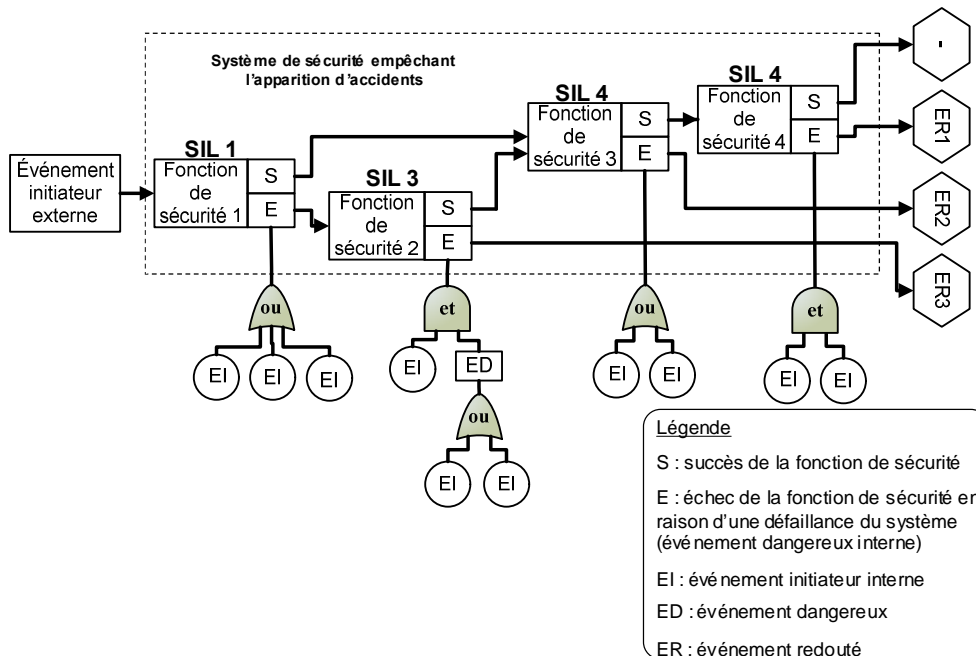 Système de sécurité empêchant
l'apparition d'accidents
Événement
initiateur
externe
SIL 1
Fonction
de
sécurité 1
S
E
SIL 3
Fonction
de
sécurité 2
S
E
SIL 4
Fonction
de
sécurité 3
S
E
SIL 4
Fonction
de
sécurité 4
S
E
-
ER1
ER2
ER3
ou
EI
EI
EI
et
EI
ED
ou
EI
EI
ou
EI
EI
et
EI
EI
Légende
S : succès de la fonction de sécurité
E : échec de la fonction de sécurité en
raison d'une défaillance du système
(événement dangereux interne)
EI : événement initiateur interne
ED : événement dangereux
ER : événement redouté